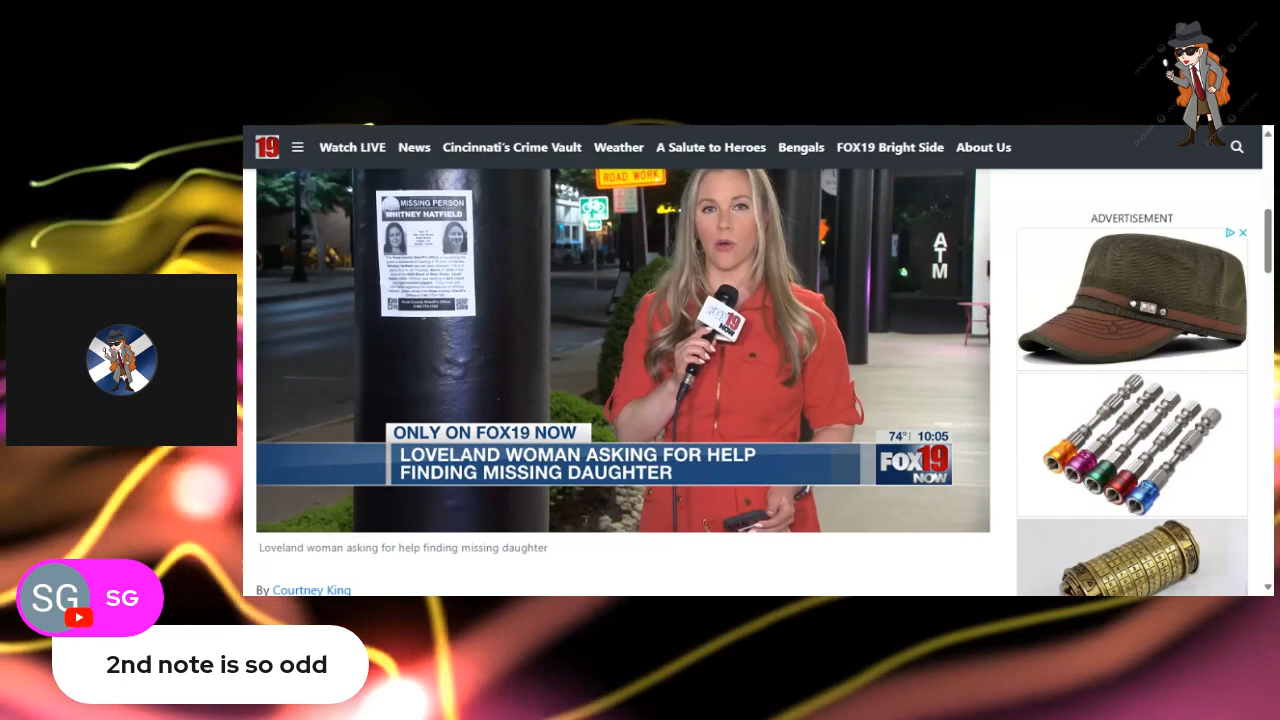 19
Watch LIVE News Cincinnati's Crime Vault Weather A Salute to Heroes Bengals FOX19 Bright Side About Us
ROAD WORK
MISSING PERSON
WHITNEY HATFIELD
ATM
FOX19
NOW
ONLY ON FOX19 NOW
LOVELAND WOMAN ASKING FOR HELP
FINDING MISSING DAUGHTER
74° 10:05
FOX19
NOW
Loveland woman asking for help finding missing daughter
By Courtney King
ADVERTISEMENT
SG SG
2nd note is so odd